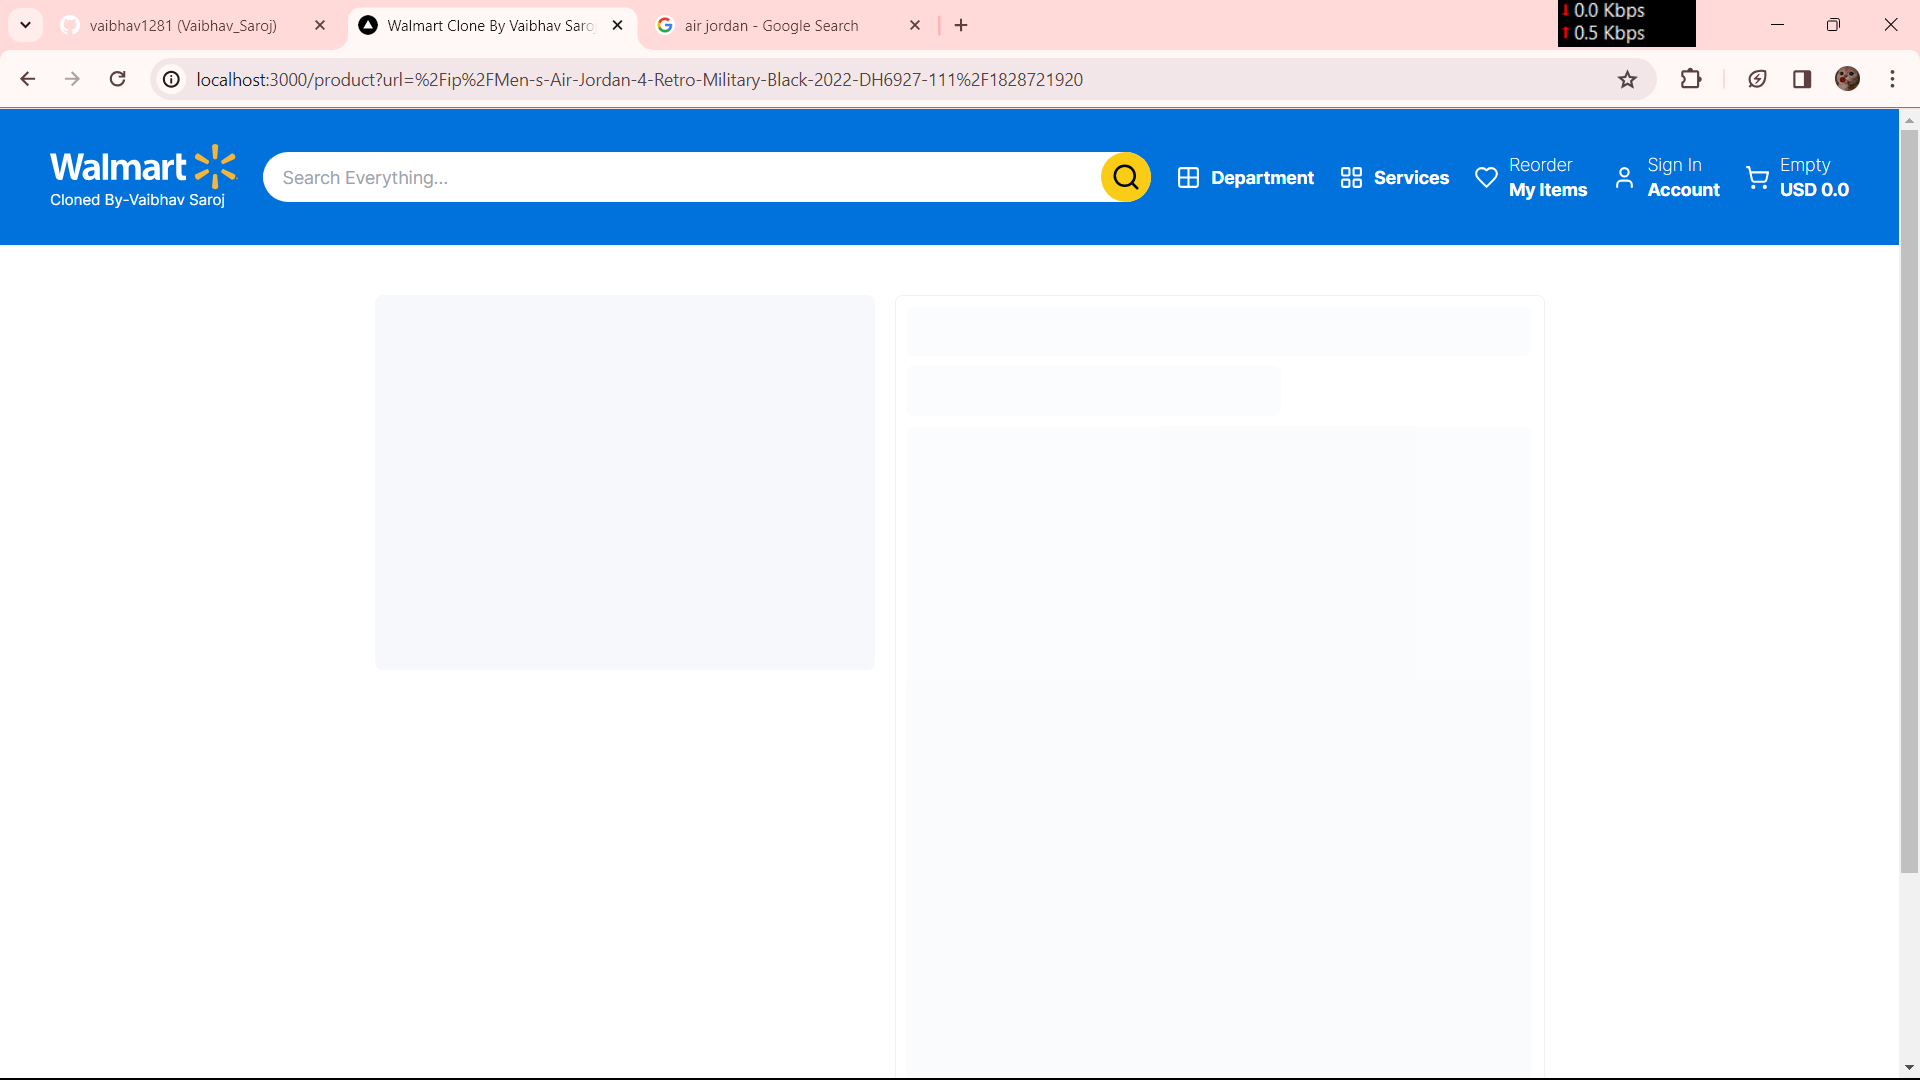 vaibhav1281 (Vaibhav_Saroj)
Walmart Clone By Vaibhav Saro
air jordan - Google Search
0.0 Kbps
0.5 Kbps
localhost:3000/product?url=%2Fip%2FMen-s-Air-Jordan-4-Retro-Military-Black-2022-DH6927-111%2F1828721920
Walmart
Cloned By-Vaibhav Saroj
Search Everything...
Department
Services
Reorder
My Items
Sign In
Account
Empty
USD 0.0